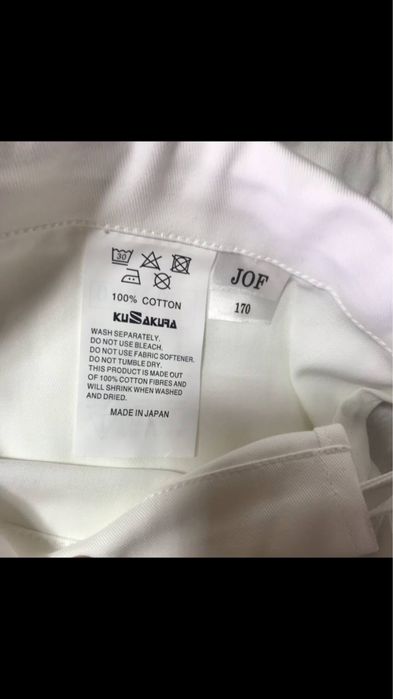 30
100% COTTON
KUSAKURA
WASH SEPARATELY.
DO NOT USE BLEACH.
DO NOT USE FABRIC SOFTENER.
DO NOT TUMBLE DRY.
THIS PRODUCT IS MADE OUT
OF 100% COTTON FIBRES AND
WILL SHRINK WHEN WASHED
AND DRIED.
MADE IN JAPAN
JOF
170